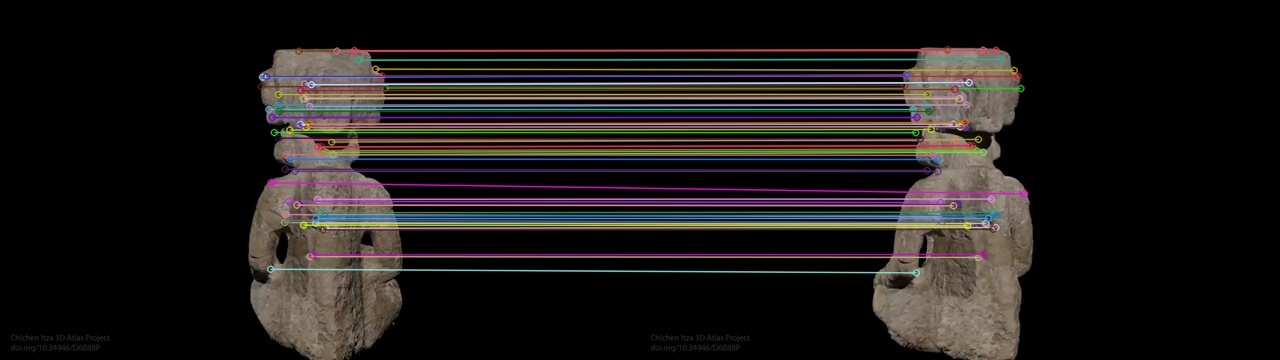 Chichen Itza 3D Atlas Project
doi.org/10.34946/D6B88P
Chichen Itza 3D Atlas Project
doi.org/10.34946/D6B88P